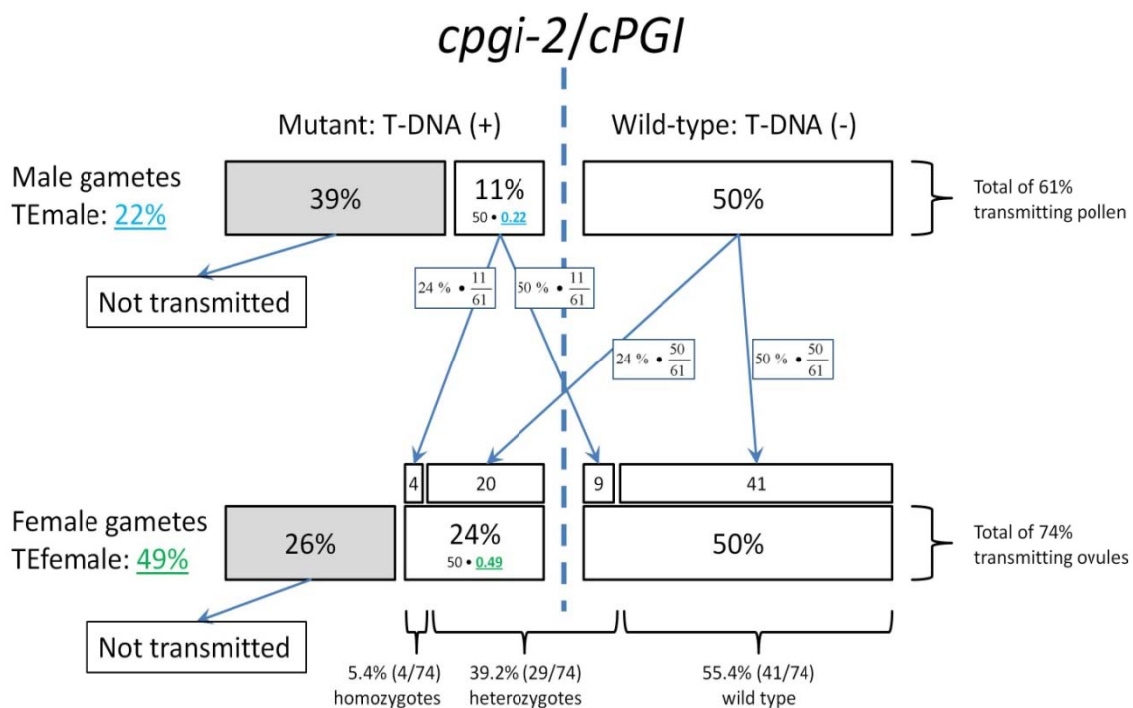 cpgi-2/cPGI
Mutant: T-DNA (+)
Wild-type: T-DNA (-)
Male gametes
TEmale: 22%
39%
11%
50 • 0.22
50%
Total of 61%
transmitting pollen
Not transmitted
24 % • 11/61
50 % • 11/61
24 % • 50/61
50 % • 50/61
4
20
9
41
Female gametes
TEfemale: 49%
26%
24%
50 • 0.49
50%
Total of 74%
transmitting ovules
Not transmitted
5.4% (4/74)
homozygotes
39.2% (29/74)
heterozygotes
55.4% (41/74)
wild type